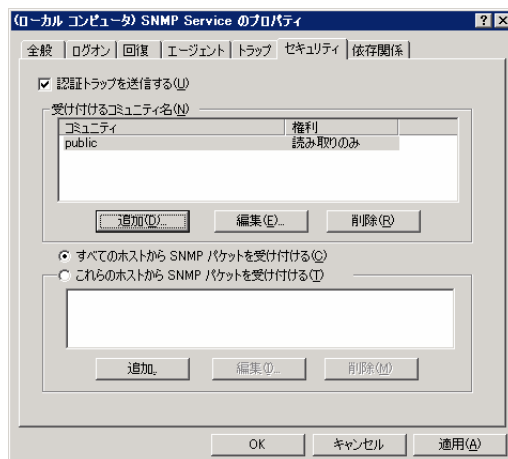 (ローカル コンピュータ) SNMP Service のプロパティ
全般 ログオン 回復 エージェント トラップ セキュリティ 依存関係
認証トラップを送信する(U)
受け付けるコミュニティ名(N)
コミュニティ 権利
public 読み取りのみ
追加(D)... 編集(E)... 削除(R)
すべてのホストから SNMP パケットを受け付ける(C)
これらのホストから SNMP パケットを受け付ける(T)
追加. 編集(I)... 削除(M)
OK キャンセル 適用(A)